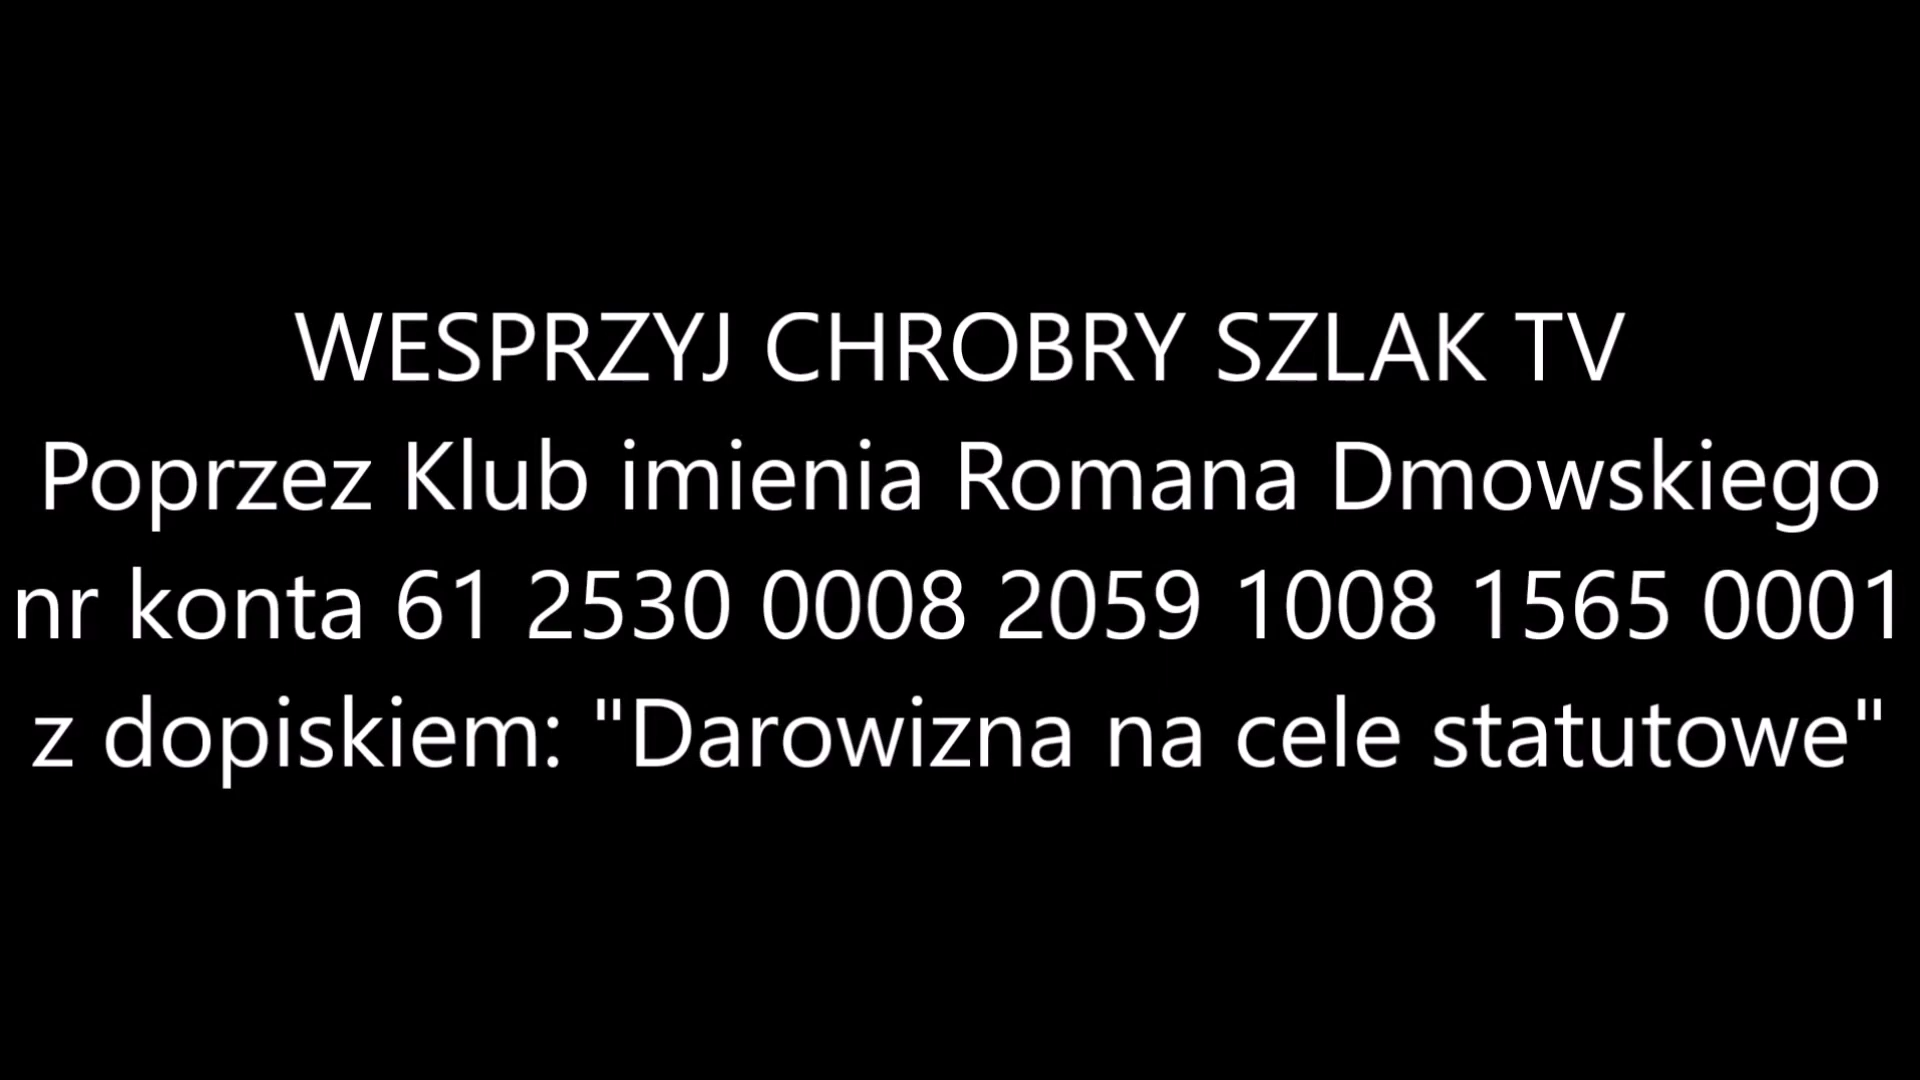 WESPRZYJ CHROBRY SZLAK TV
Poprzez Klub imienia Romana Dmowskiego
nr konta 61 2530 0008 2059 1008 1565 0001
z dopiskiem: "Darowizna na cele statutowe"